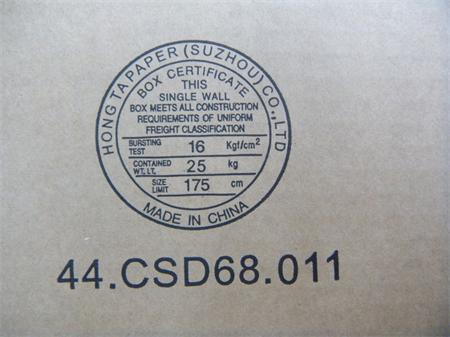 HONG TA PAPER (SUZHOU) CO.,LTD
BOX CERTIFICATE
THIS
SINGLE WALL
BOX MEETS ALL CONSTRUCTION
REQUIREMENTS OF UNIFORM
FREIGHT CLASSIFICATION
BURSTING TEST 16 Kgf/cm²
CONTAINED WT, LT. 25 kg
SIZE LIMIT 175 cm
MADE IN CHINA
44.CSD68.011